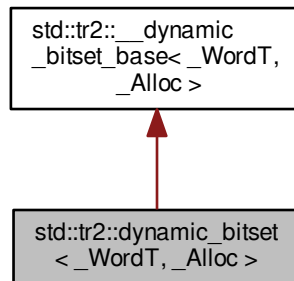 std::tr2::__dynamic
_bitset_base< _WordT,
_Alloc >
std::tr2::dynamic_bitset
< _WordT, _Alloc >